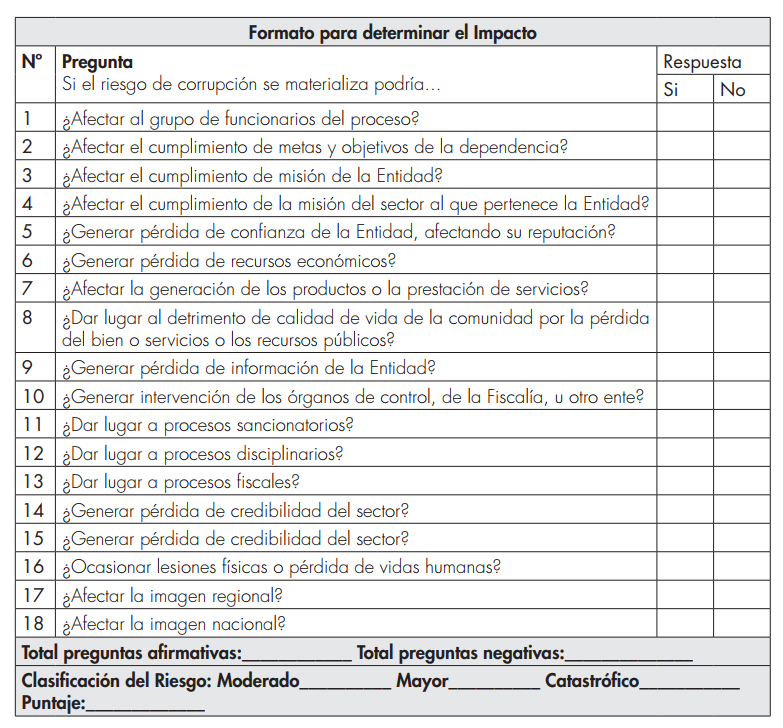 Formato para determinar el Impacto
Nº Pregunta Respuesta
Si el riesgo de corrupción se materializa podría... Si No
1 ¿Afectar al grupo de funcionarios del proceso?
2 ¿Afectar el cumplimiento de metas y objetivos de la dependencia?
3 ¿Afectar el cumplimiento de misión de la Entidad?
4 ¿Afectar el cumplimiento de la misión del sector al que pertenece la Entidad?
5 ¿Generar pérdida de confianza de la Entidad, afectando su reputación?
6 ¿Generar pérdida de recursos económicos?
7 ¿Afectar la generación de los productos o la prestación de servicios?
8 ¿Dar lugar al detrimento de calidad de vida de la comunidad por la pérdida
del bien o servicios o los recursos públicos?
9 ¿Generar pérdida de información de la Entidad?
10 ¿Generar intervención de los órganos de control, de la Fiscalía, u otro ente?
11 ¿Dar lugar a procesos sancionatorios?
12 ¿Dar lugar a procesos disciplinarios?
13 ¿Dar lugar a procesos fiscales?
14 ¿Generar pérdida de credibilidad del sector?
15 ¿Generar pérdida de credibilidad del sector?
16 ¿Ocasionar lesiones físicas o pérdida de vidas humanas?
17 ¿Afectar la imagen regional?
18 ¿Afectar la imagen nacional?
Total preguntas afirmativas:____________ Total preguntas negativas:______________
Clasificación del Riesgo: Moderado__________ Mayor__________ Catastrófico___________
Puntaje:_____________